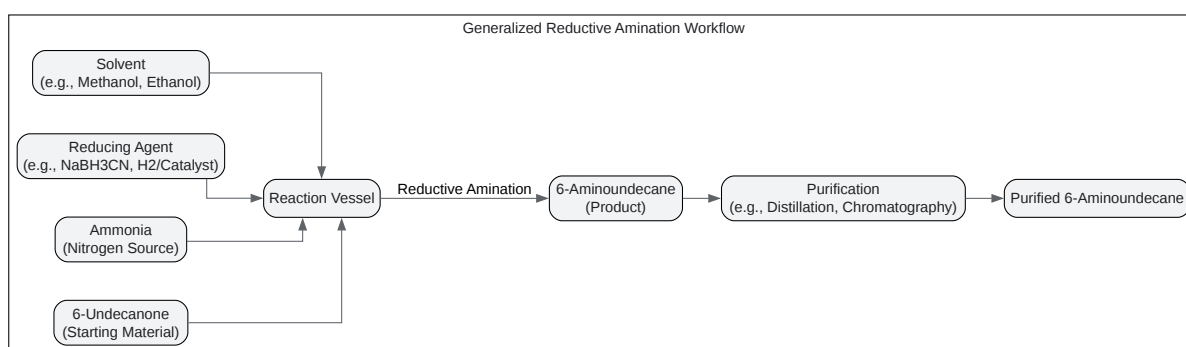 Generalized Reductive Amination Workflow
Solvent
(e.g., Methanol, Ethanol)
Reducing Agent
(e.g., NaBH3CN, H2/Catalyst)
Ammonia
(Nitrogen Source)
6-Undecanone
(Starting Material)
Reaction Vessel
Reductive Amination
6-Aminoundecane
(Product)
Purification
(e.g., Distillation, Chromatography)
Purified 6-Aminoundecane